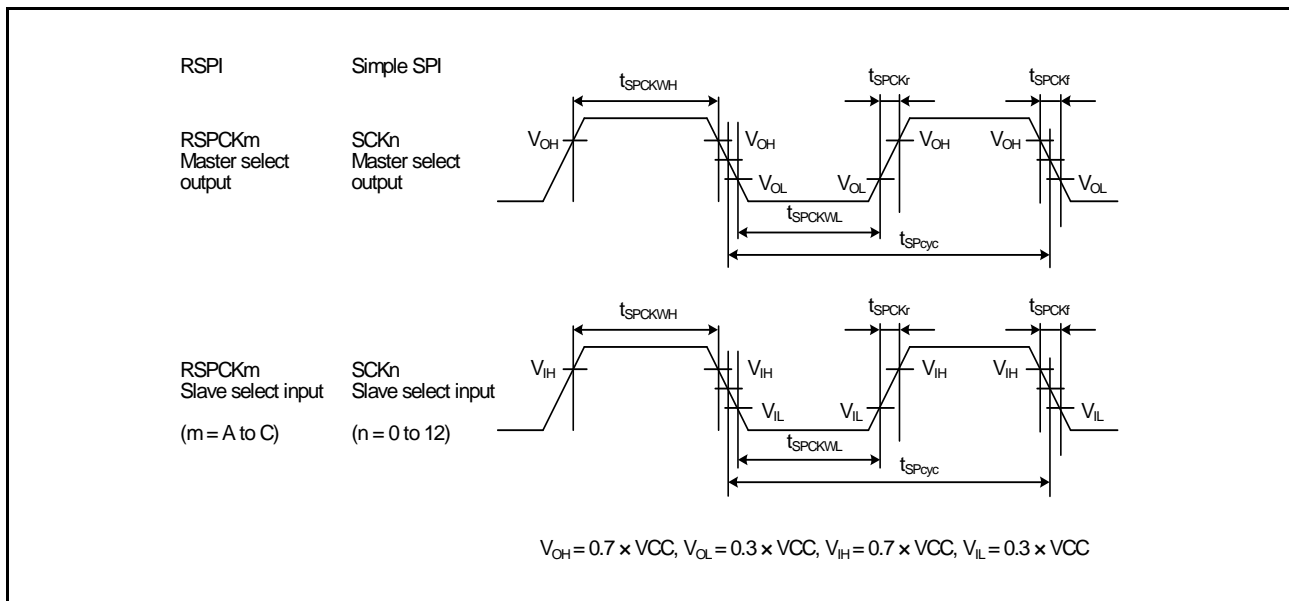 RSPI Simple SPI
tSPCKWH tSPCKr tSPCKf
VOH VOH VOH VOH
RSPCKm SCKn
Master select Master select
output output
VOL VOL VOL
tSPCKWL
tSPcyc
tSPCKWH tSPCKr tSPCKf
VIH VIH VIH VIH
RSPCKm SCKn
Slave select input Slave select input
VIL VIL VIL
(m = A to C) (n = 0 to 12)
tSPCKWL
tSPcyc
VOH = 0.7 × VCC, VOL = 0.3 × VCC, VIH = 0.7 × VCC, VIL = 0.3 × VCC